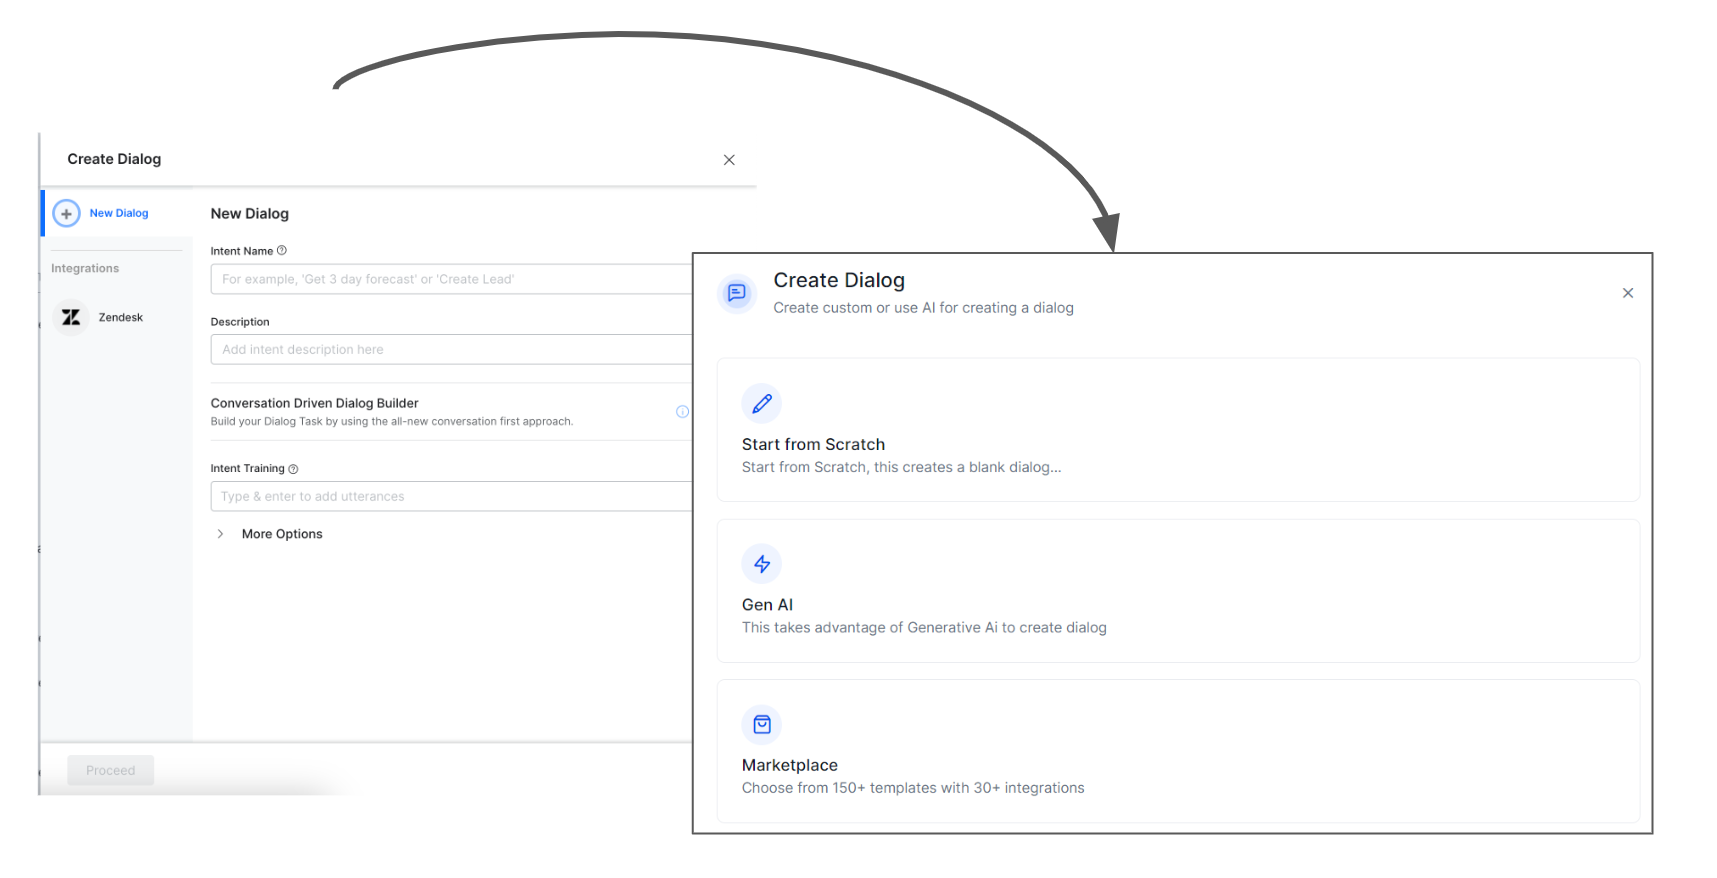 Create Dialog
New Dialog
Integrations
Zendesk
New Dialog
Intent Name
For example, 'Get 3 day forecast' or 'Create Lead'
Description
Add intent description here
Conversation Driven Dialog Builder
Build your Dialog Task by using the all-new conversation first approach.
Intent Training
Type & enter to add utterances
More Options
Proceed
Create Dialog
Create custom or use AI for creating a dialog
Start from Scratch
Start from Scratch, this creates a blank dialog...
Gen AI
This takes advantage of Generative Ai to create dialog
Marketplace
Choose from 150+ templates with 30+ integrations